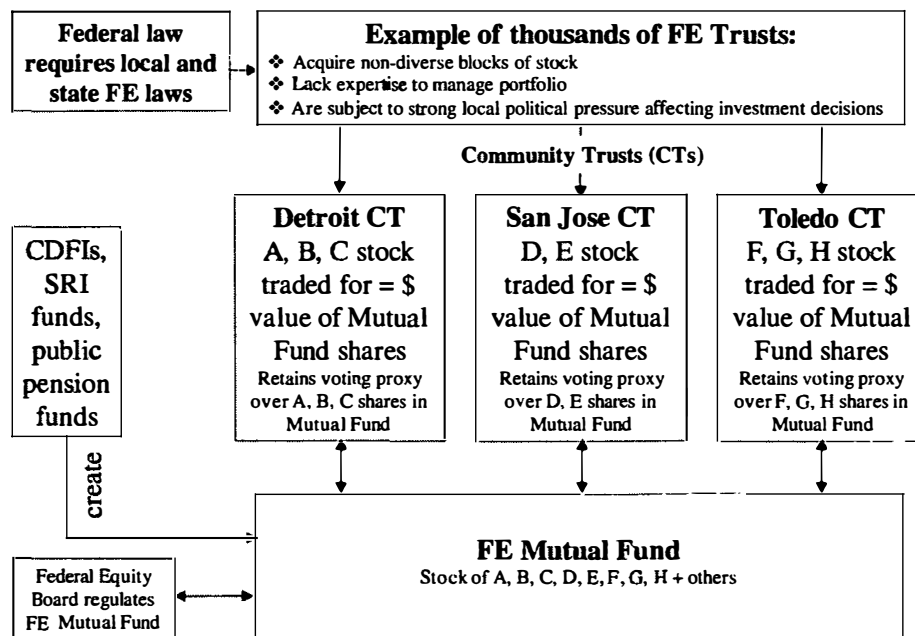 Federal law
requires local and
state FE laws
Example of thousands of FE Trusts:
❖ Acquire non-diverse blocks of stock
❖ Lack expertise to manage portfolio
❖ Are subject to strong local political pressure affecting investment decisions
Community Trusts (CTs)
Detroit CT
A, B, C stock
traded for = $
value of Mutual
Fund shares
Retains voting proxy
over A, B, C shares in
Mutual Fund
San Jose CT
D, E stock
traded for = $
value of Mutual
Fund shares
Retains voting proxy
over D, E shares in
Mutual Fund
Toledo CT
F, G, H stock
traded for = $
value of Mutual
Fund shares
Retains voting proxy
over F, G, H shares in
Mutual Fund
CDFIs,
SRI
funds,
public
pension
funds
create
FE Mutual Fund
Stock of A, B, C, D, E, F, G, H + others
Federal Equity
Board regulates
FE Mutual Fund